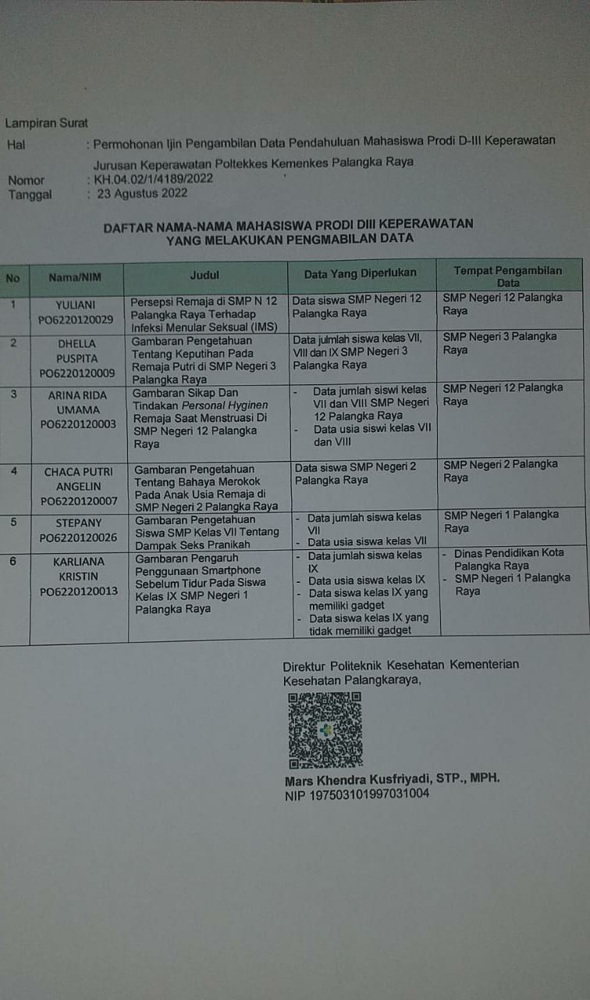 Lampiran Surat
Hal : Permohonan Ijin Pengambilan Data Pendahuluan Mahasiswa Prodi D-III Keperawatan
Jurusan Keperawatan Poltekkes Kemenkes Palangka Raya
Nomor : KH.04.02/1/4189/2022
Tanggal : 23 Agustus 2022
DAFTAR NAMA-NAMA MAHASISWA PRODI DIII KEPERAWATAN
YANG MELAKUKAN PENGMABILAN DATA
No Nama/NIM Judul Data Yang Diperlukan Tempat Pengambilan
Data
1 YULIANI Persepsi Remaja di SMP N 12 Data siswa SMP Negeri 12 SMP Negeri 12 Palangka
PO6220120029 Palangka Raya Terhadap Palangka Raya Raya
Infeksi Menular Seksual (IMS)
2 DHELLA Gambaran Pengetahuan Data julmlah siswa kelas VII, SMP Negeri 3 Palangka
PUSPITA Tentang Keputihan Pada VIII dan IX SMP Negeri 3 Raya
PO6220120009 Remaja Putri di SMP Negeri 3 Palangka Raya
Palangka Raya
3 ARINA RIDA Gambaran Sikap Dan - Data jumlah siswi kelas SMP Negeri 12 Palangka
UMAMA Tindakan Personal Hyginen VII dan VIII SMP Negeri Raya
PO6220120003 Remaja Saat Menstruasi Di 12 Palangka Raya
SMP Negeri 12 Palangka - Data usia siswi kelas VII
Raya dan VIII
4 CHACA PUTRI Gambaran Pengetahuan Data siswa SMP Negeri 2 SMP Negeri 2 Palangka
ANGELIN Tentang Bahaya Merokok Palangka Raya Raya
PO6220120007 Pada Anak Usia Remaja di
SMP Negeri 2 Palangka Raya
5 STEPANY Gambaran Pengetahuan - Data jumlah siswa kelas SMP Negeri 1 Palangka
PO6220120026 Siswa SMP Kelas VII Tentang VII Raya
Dampak Seks Pranikah - Data usia siswa kelas VII
6 KARLIANA Gambaran Pengaruh - Data jumlah siswa kelas - Dinas Pendidikan Kota
KRISTIN Penggunaan Smartphone IX Palangka Raya
PO6220120013 Sebelum Tidur Pada Siswa - Data usia siswa kelas IX - SMP Negeri 1 Palangka
Kelas IX SMP Negeri 1 - Data siswa kelas IX yang Raya
Palangka Raya memiliki gadget
- Data siswa kelas IX yang
tidak memiliki gadget
Direktur Politeknik Kesehatan Kementerian
Kesehatan Palangkaraya,
Mars Khendra Kusfriyadi, STP., MPH.
NIP 197503101997031004